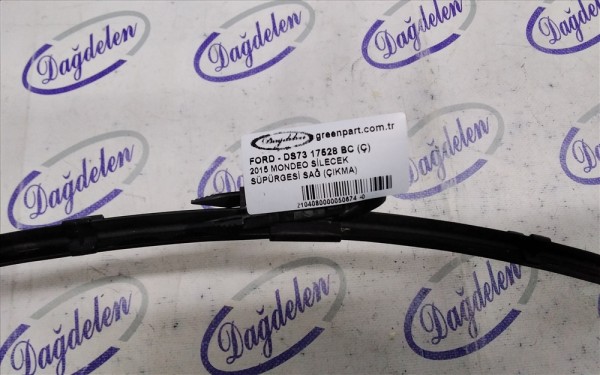 Dağdelen
Dağdelen
Dağdelen
Dağdelen
Dağdelen greenpart.com.tr
FORD - DS73 17528 BC (Ç)
2015 MONDEO SİLECEK
SÜPÜRGESİ SAĞ (ÇIKMA)
Dağdelen
Dağdelen
Dağdelen
Dağdelen
Dağdelen